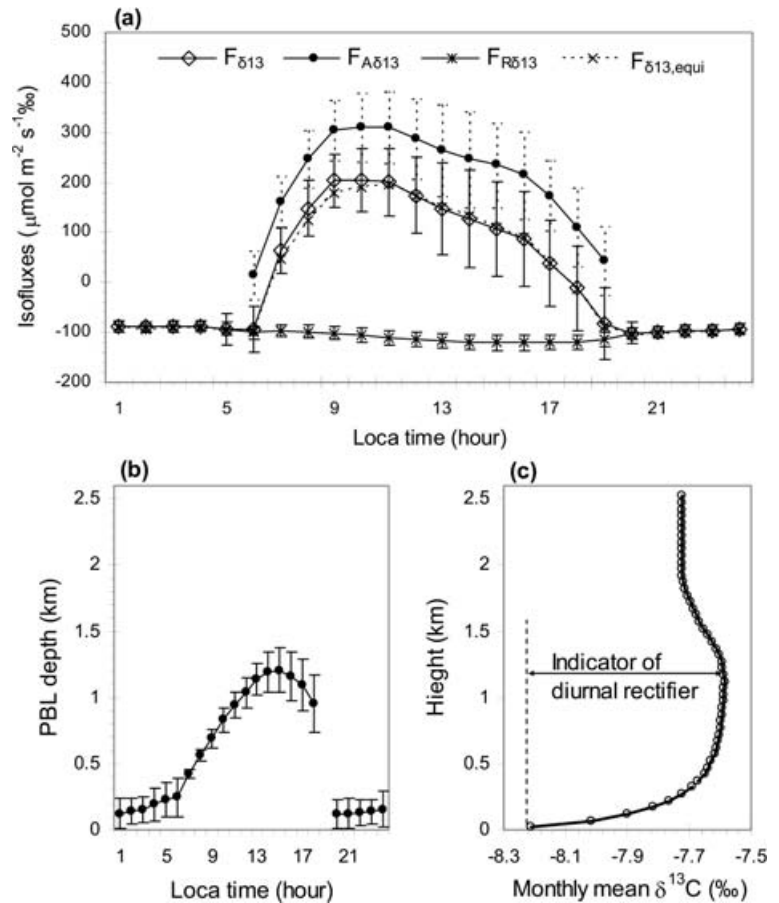 (a)
500
400
300
200
100
0
-100
-200
Isofluxes (μmol m⁻² s⁻¹‰)
Fδ13 FAδ13 FRδ13 Fδ13,equi
1 5 9 13 17 21
Loca time (hour)
(b)
2.5
2
1.5
1
0.5
0
PBL depth (km)
1 5 9 13 17 21
Loca time (hour)
(c)
2.5
2
1.5
1
0.5
0
Hieght (km)
Indicator of
diurnal rectifier
-8.3 -8.1 -7.9 -7.7 -7.5
Monthly mean δ¹³C (‰)